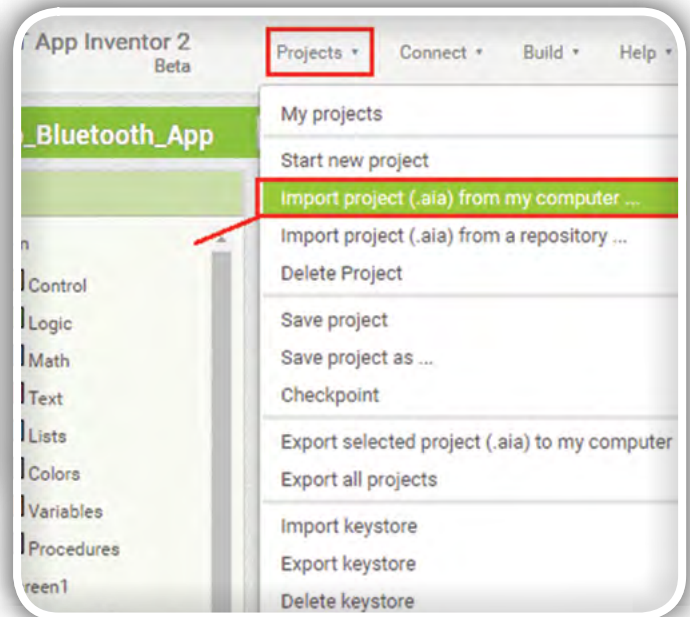 App Inventor 2
Beta
Projects Connect Build Help
_Bluetooth_App
My projects
Start new project
Import project (.aia) from my computer ...
Import project (.aia) from a repository ...
Delete Project
Save project
Save project as ...
Checkpoint
Export selected project (.aia) to my computer
Export all projects
Import keystore
Export keystore
Delete keystore
Control
Logic
Math
Text
Lists
Colors
Variables
Procedures
reen1